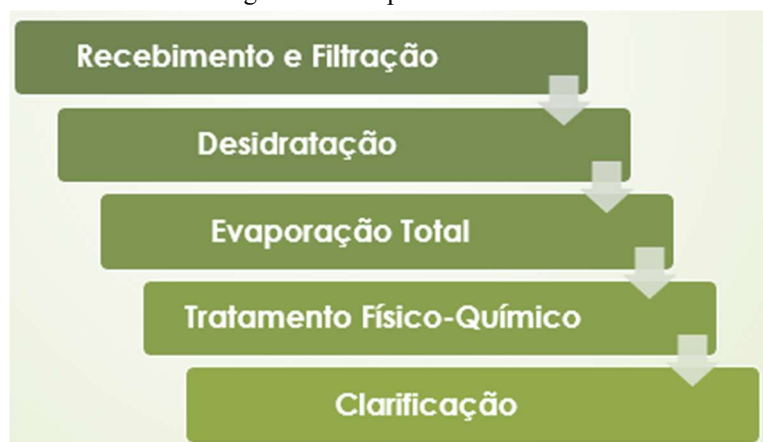 Recebimento e Filtração
Desidratação
Evaporação Total
Tratamento Físico-Químico
Clarificação